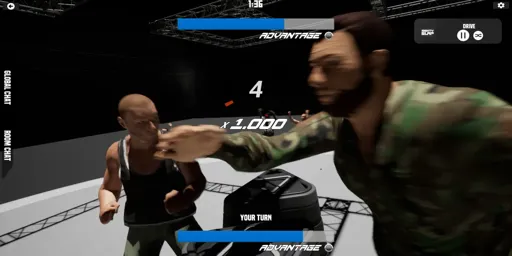 1:36
ADVANTAGE
DRIVE
GLOBAL CHAT
4
x 1.000
ROOM CHAT
YOUR TURN
ADVANTAGE